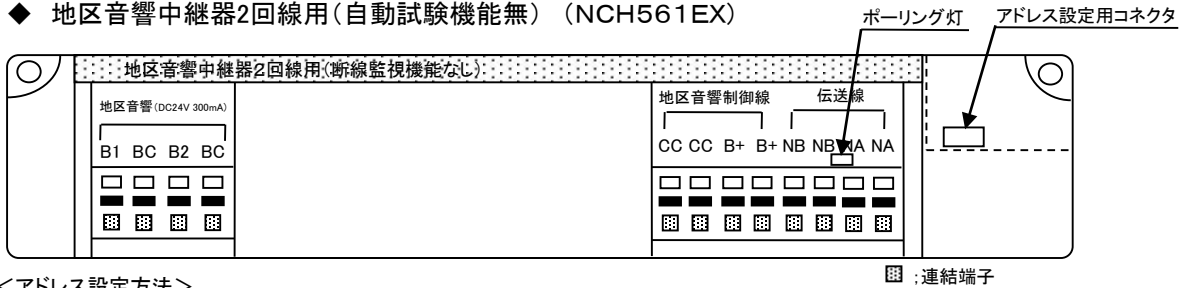 ◆ 地区音響中継器2回線用(自動試験機能無) (NCH561EX)
ポーリング灯
アドレス設定用コネクタ
地区音響中継器2回線用(断線監視機能なし)
地区音響(DC24V 300mA)
B1 BC B2 BC
地区音響制御線
伝送線
CC CC B+ B+ NB NB NA NA
;連結端子
<アドレス設定方法>